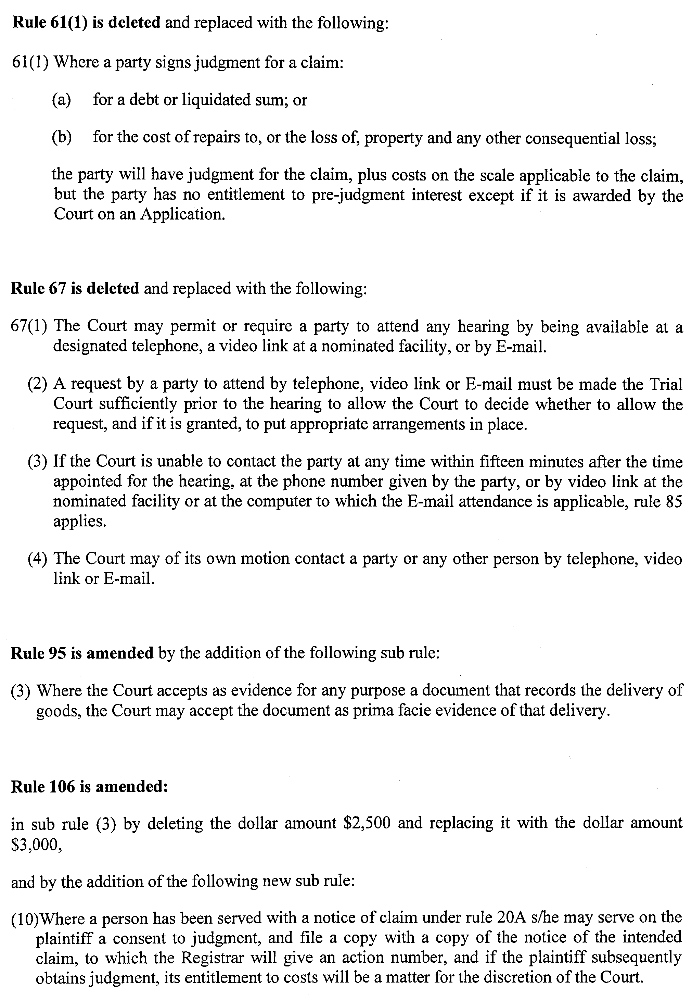 Rule 61(1) is deleted and replaced with the following:
61(1) Where a party signs judgment for a claim:
(a) for a debt or liquidated sum; or
(b) for the cost of repairs to, or the loss of, property and any other consequential loss;
the party will have judgment for the claim, plus costs on the scale applicable to the claim,
but the party has no entitlement to pre-judgment interest except if it is awarded by the
Court on an Application.
Rule 67 is deleted and replaced with the following:
67(1) The Court may permit or require a party to attend any hearing by being available at a
designated telephone, a video link at a nominated facility, or by E-mail.
(2) A request by a party to attend by telephone, video link or E-mail must be made the Trial
Court sufficiently prior to the hearing to allow the Court to decide whether to allow the
request, and if it is granted, to put appropriate arrangements in place.
(3) If the Court is unable to contact the party at any time within fifteen minutes after the time
appointed for the hearing, at the phone number given by the party, or by video link at the
nominated facility or at the computer to which the E-mail attendance is applicable, rule 85
applies.
(4) The Court may of its own motion contact a party or any other person by telephone, video
link or E-mail.
Rule 95 is amended by the addition of the following sub rule:
(3) Where the Court accepts as evidence for any purpose a document that records the delivery of
goods, the Court may accept the document as prima facie evidence of that delivery.
Rule 106 is amended:
in sub rule (3) by deleting the dollar amount $2,500 and replacing it with the dollar amount
$3,000,
and by the addition of the following new sub rule:
(10)Where a person has been served with a notice of claim under rule 20A s/he may serve on the
plaintiff a consent to judgment, and file a copy with a copy of the notice of the intended
claim, to which the Registrar will give an action number, and if the plaintiff subsequently
obtains judgment, its entitlement to costs will be a matter for the discretion of the Court.